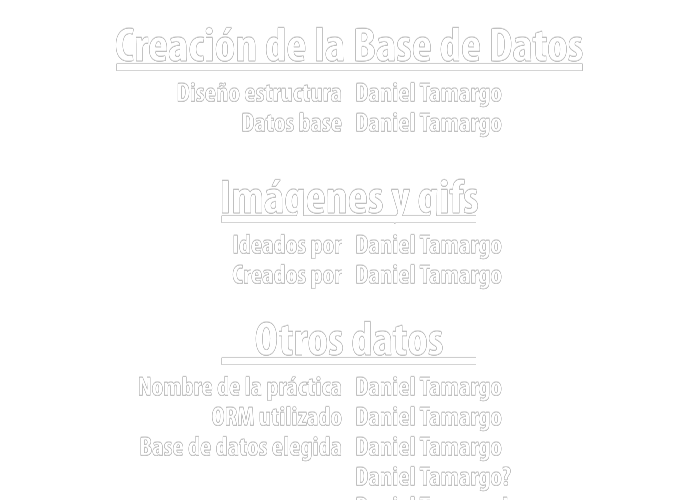 Creación de la Base de Datos
Diseño estructura Daniel Tamargo
Datos base Daniel Tamargo
Imágenes y gifs
Ideados por Daniel Tamargo
Creados por Daniel Tamargo
Otros datos
Nombre de la práctica Daniel Tamargo
ORM utilizado Daniel Tamargo
Base de datos elegida Daniel Tamargo
Daniel Tamargo?